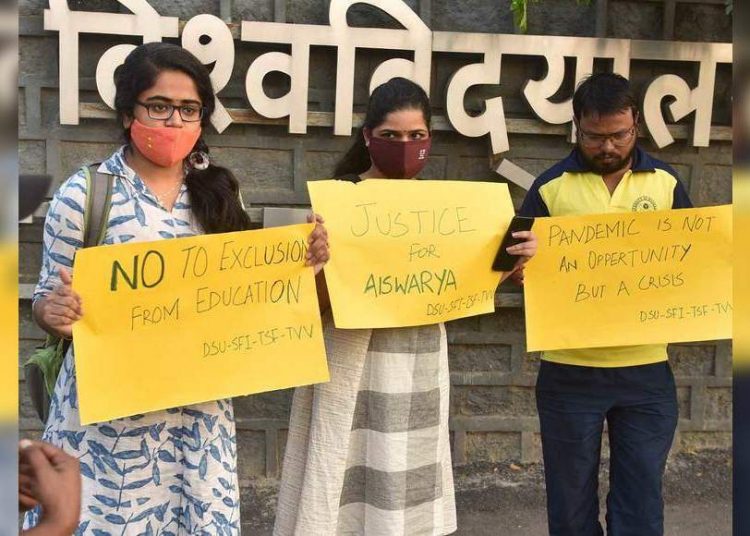 विश्वविद्याल
NO TO EXCLUSION
FROM EDUCATION
DSU-SFI-TSF-TVV
JUSTICE
FOR
AISWARYA
DSU-SFI-TSF-TVV
PANDEMIC IS NOT
AN OPPERTUNITY
BUT A CRISIS
DSU-SFI-TSF-TVV